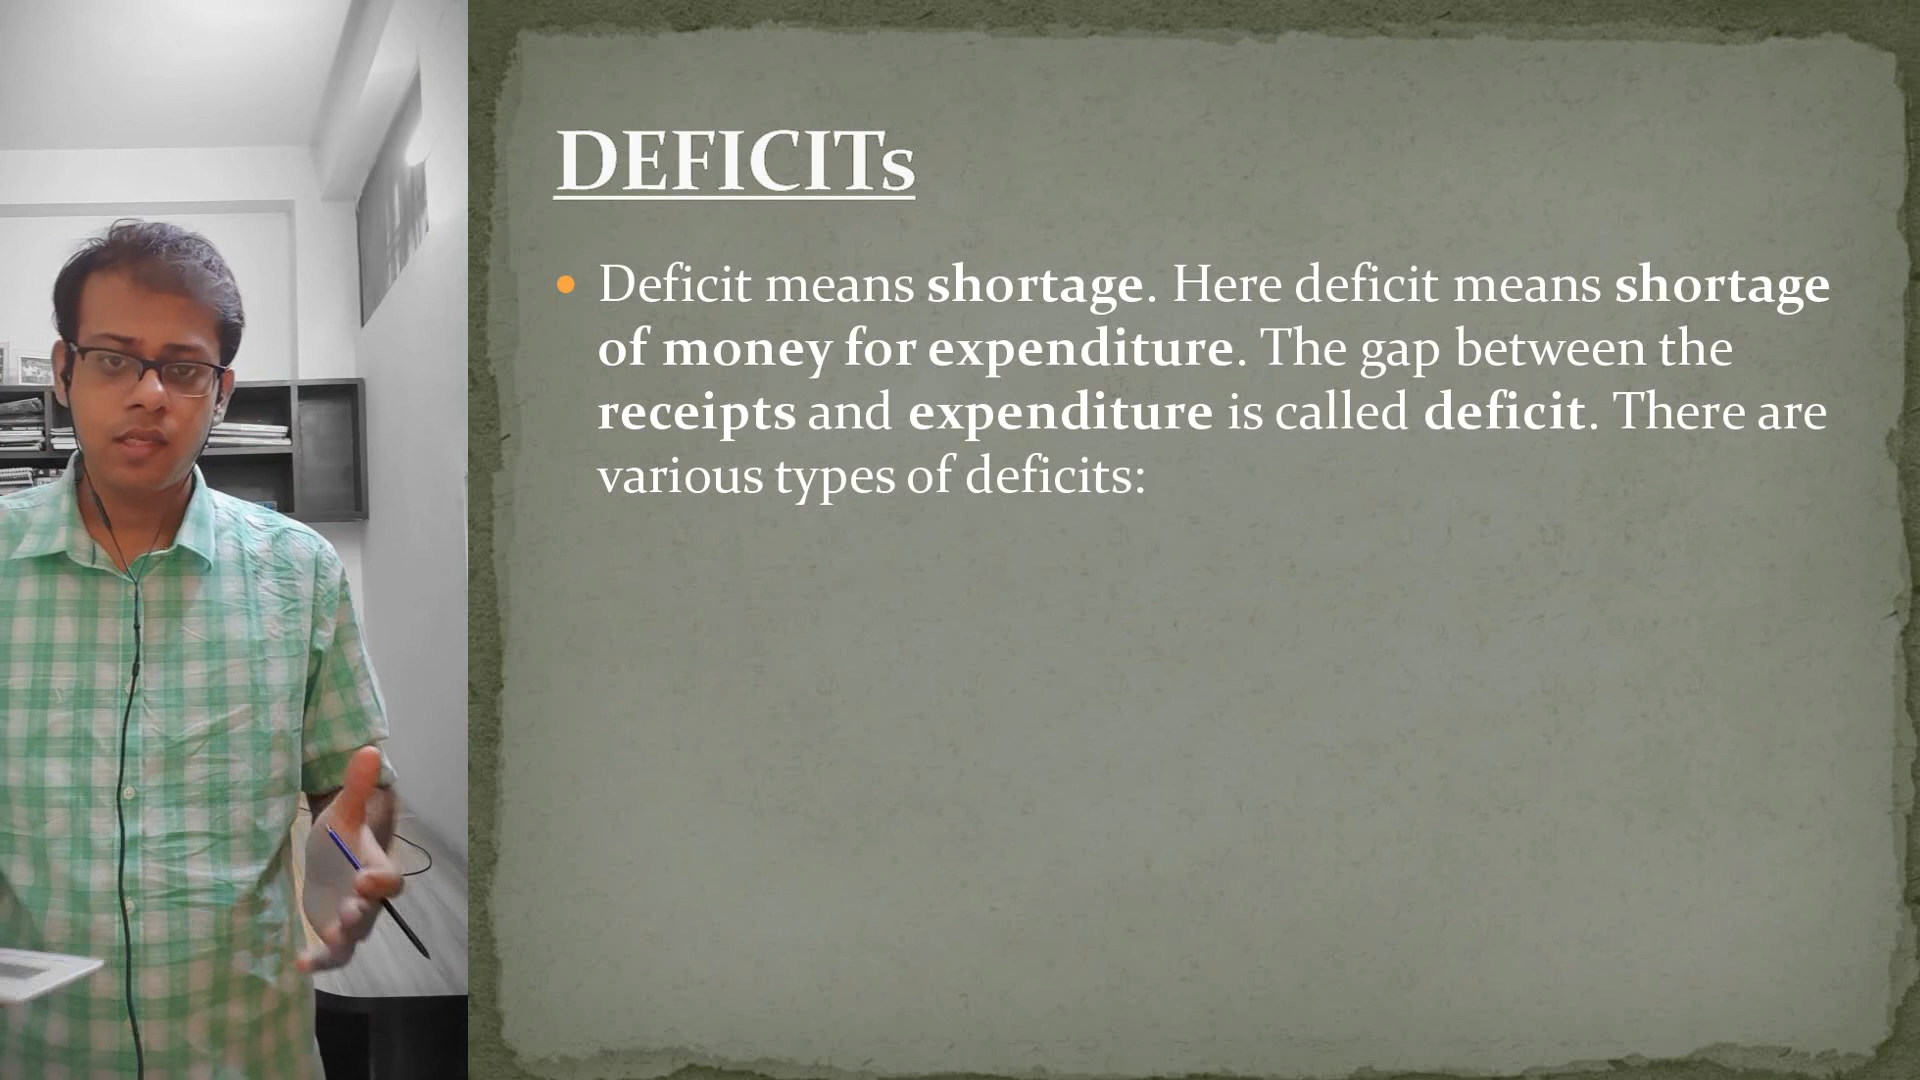 DEFICITs
• Deficit means shortage. Here deficit means shortage
of money for expenditure. The gap between the
receipts and expenditure is called deficit. There are
various types of deficits: